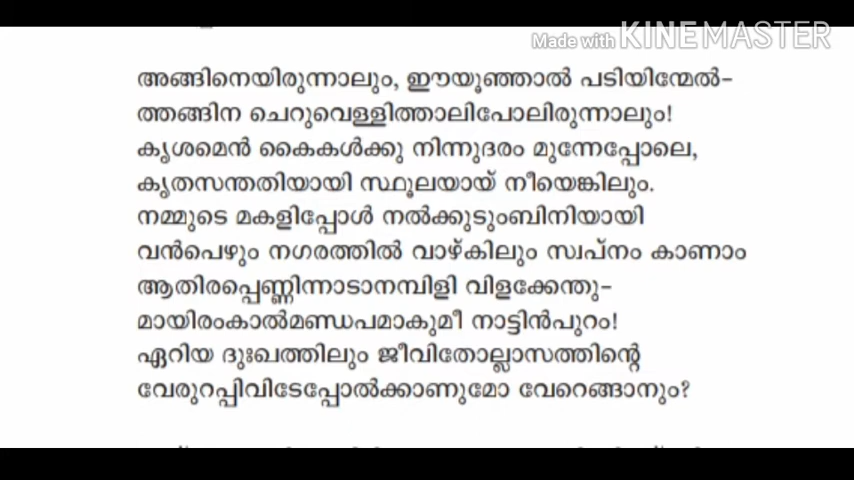 Made with KINEMASTER
അങ്ങിനെയിരുന്നാലും, ഈയൂഞ്ഞാൽ പടിയിന്മേൽ-
ത്തങ്ങിന ചെറുവെള്ളിത്താലിപോലിരുന്നാലും!
കൃശമെൻ കൈകൾക്കു നിന്നുദരം മുന്നേപ്പോലെ,
കൃതസന്തതിയായി സ്ഥൂലയായ് നീയെങ്കിലും.
നമ്മുടെ മകളിപ്പോൾ നൽക്കുടുംബിനിയായി
വൻപെഴും നഗരത്തിൽ വാഴ്കിലും സ്വപ്നം കാണാം
ആതിരപ്പെണ്ണിന്നാടാനമ്പിളി വിളക്കേന്തു-
മായിരംകാൽമണ്ഡപമാകുമീ നാട്ടിൻപുറം!
ഏറിയ ദുഃഖത്തിലും ജീവിതോല്ലാസത്തിന്റെ
വേരുറപ്പിവിടേപ്പോൽക്കാണുമോ വേറെങ്ങാനും?